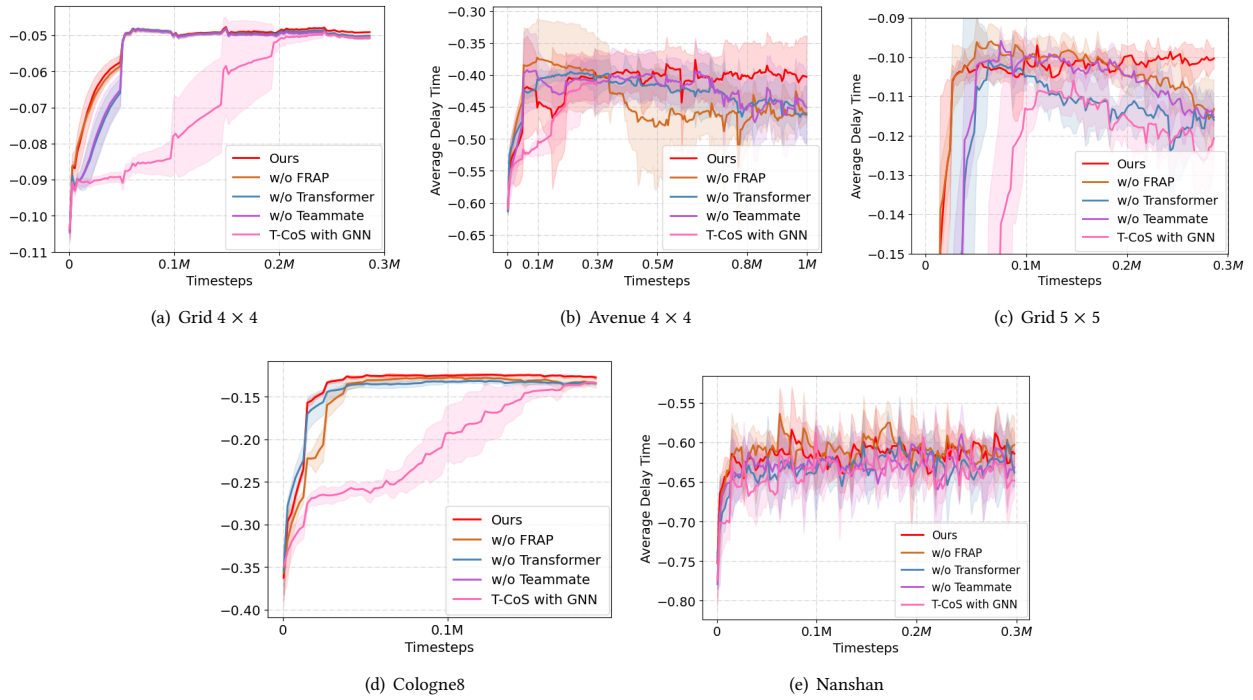 −0.05
−0.06
−0.07
−0.08
−0.09
−0.10
−0.11
0
0.1M
0.2M
0.3M
Timesteps
Ours
w/o FRAP
w/o Transformer
w/o Teammate
T-CoS with GNN
(a) Grid 4 × 4
Average Delay Time
−0.30
−0.35
−0.40
−0.45
−0.50
−0.55
−0.60
−0.65
0
0.1M
0.3M
0.5M
0.8M
1M
Timesteps
Ours
w/o FRAP
w/o Transformer
w/o Teammate
T-CoS with GNN
(b) Avenue 4 × 4
Average Delay Time
−0.09
−0.10
−0.11
−0.12
−0.13
−0.14
−0.15
0
0.1M
0.2M
0.3M
Timesteps
Ours
w/o FRAP
w/o Transformer
w/o Teammate
T-CoS with GNN
(c) Grid 5 × 5
−0.15
−0.20
−0.25
−0.30
−0.35
−0.40
0
0.1M
Timesteps
Ours
w/o FRAP
w/o Transformer
w/o Teammate
T-CoS with GNN
(d) Cologne8
Average Delay Time
−0.55
−0.60
−0.65
−0.70
−0.75
−0.80
0
0.1M
0.2M
0.3M
Timesteps
Ours
w/o FRAP
w/o Transformer
w/o Teammate
T-CoS with GNN
(e) Nanshan